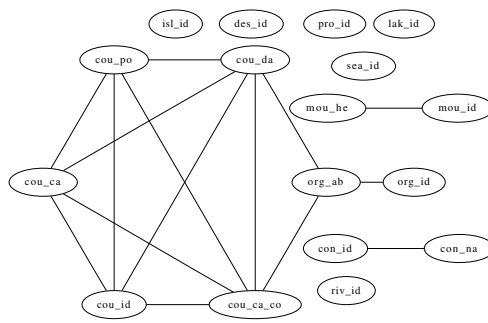 isl_id des_id pro_id lak_id
cou_po cou_da sea_id
mou_he mou_id
cou_ca org_ab org_id
con_id con_na
cou_id cou_ca_co riv_id